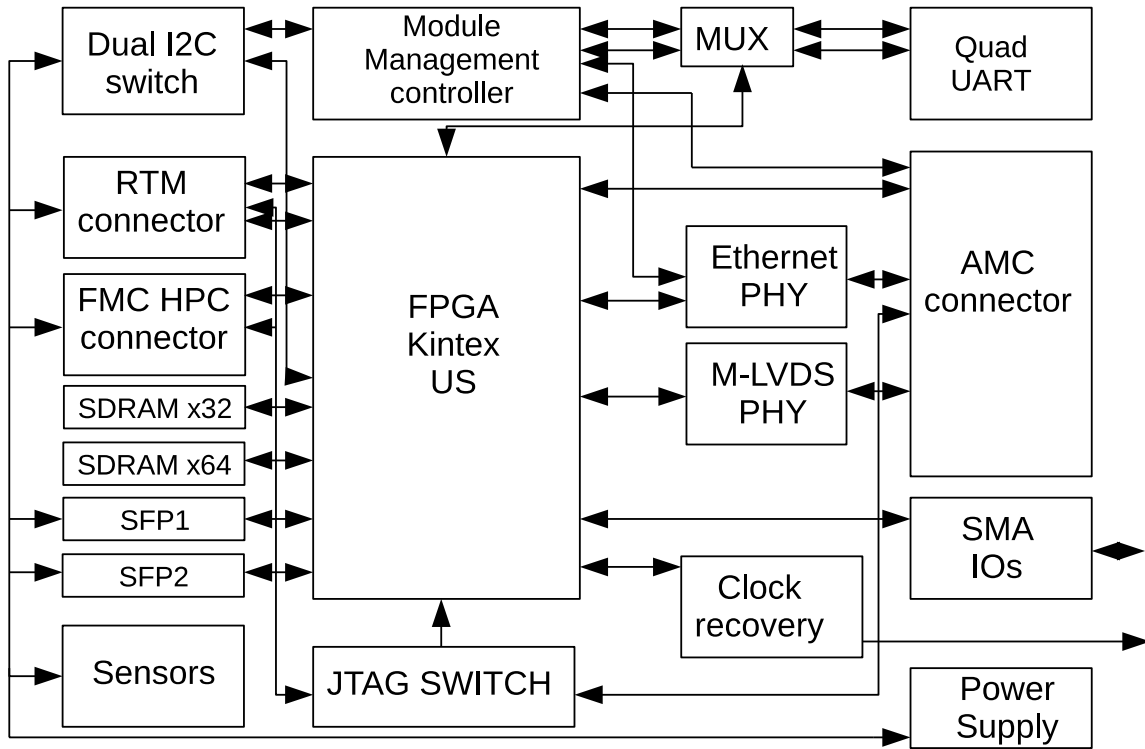 Dual I2C
switch
Module
Management
controller
MUX
Quad
UART
RTM
connector
FMC HPC
connector
SDRAM x32
SDRAM x64
SFP1
SFP2
Sensors
FPGA
Kintex
US
JTAG SWITCH
Ethernet
PHY
M-LVDS
PHY
Clock
recovery
AMC
connector
SMA
IOs
Power
Supply